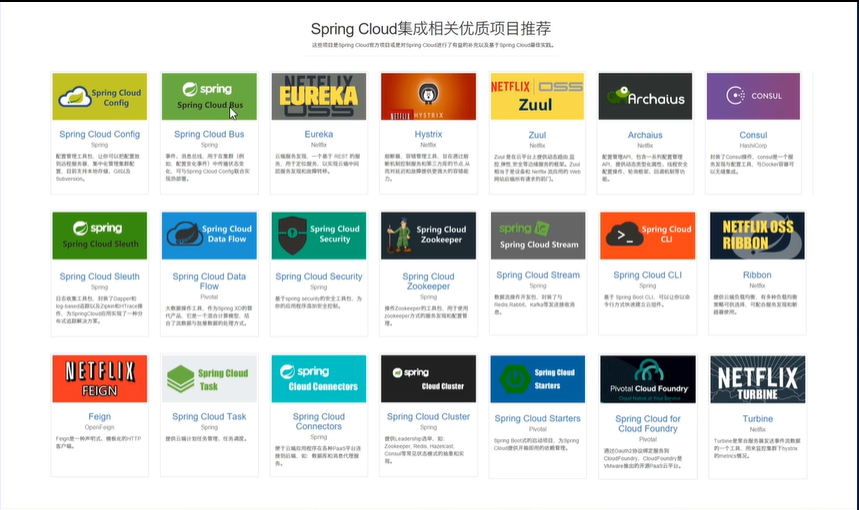 Spring Cloud集成相关优质项目推荐
这些项目是Spring Cloud官方项目或是对Spring Cloud进行了有益的补充以及基于Spring Cloud最佳实践。
Spring Cloud
Config
Spring Cloud Config
Spring
配置管理工具包，让你可以把配置放
到远程服务器，集中化管理集群配
置，目前支持本地存储、Git以及
Subversion。
spring
Spring Cloud Bus
Spring Cloud Bus
Spring
事件、消息总线，用于在集群（例
如，配置变化事件）中传播状态变
化，可与Spring Cloud Config联合实
现热部署。
NETFLIX
EUREKA
OSS
Eureka
Netflix
云端服务发现，一个基于 REST 的服
务，用于定位服务，以实现云端中间
层服务发现和故障转移。
NETFLIX
HYSTRIX
Hystrix
Netflix
熔断器，容错管理工具，旨在通过熔
断机制控制服务和第三方库的节点,从
而对延迟和故障提供更强大的容错能
力。
NETFLIX OSS
Zuul
Zuul
Netflix
Zuul 是在云平台上提供动态路由,监
控,弹性,安全等边缘服务的框架。Zuul
相当于是设备和 Netflix 流应用的 Web
网站后端所有请求的前门。
Archaius
Archaius
Netflix
配置管理API，包含一系列配置管理
API，提供动态类型化属性、线程安全
配置操作、轮询框架、回调机制等功
能。
CONSUL
Consul
HashiCorp
封装了Consul操作，consul是一个服
务发现与配置工具，与Docker容器可
以无缝集成。
spring
Spring Cloud Sleuth
Spring Cloud Sleuth
Spring
日志收集工具包，封装了Dapper和
log-based追踪以及Zipkin和HTrace操
作，为SpringCloud应用实现了一种分
布式追踪解决方案。
Spring Cloud
Data Flow
Spring Cloud Data
Flow
Pivotal
大数据操作工具，作为Spring XD的替
代产品，它是一个混合计算模型，结
合了流数据与批量数据的处理方式。
Spring Cloud
Security
Spring Cloud Security
Spring
基于spring security的安全工具包，为
你的应用程序添加安全控制。
Spring Cloud
Zookeeper
Spring Cloud
Zookeeper
Spring
操作Zookeeper的工具包，用于使用
zookeeper方式的服务发现和配置管
理。
spring
Spring Cloud Stream
Spring Cloud Stream
Spring
数据流操作开发包，封装了与
Redis,Rabbit、Kafka等发送接收消
息。
Spring Cloud
CLI
Spring Cloud CLI
Spring
基于 Spring Boot CLI，可以让你以命
令行方式快速建立云组件。
NETFLIX OSS
RIBBON
Ribbon
Netflix
提供云端负载均衡，有多种负载均衡
策略可供选择，可配合服务发现和断
路器使用。
NETFLIX
FEIGN
Feign
OpenFeign
Feign是一种声明式、模板化的HTTP
客户端。
Spring Cloud
Task
Spring Cloud Task
Spring
提供云端计划任务管理、任务调度。
spring
Cloud Connectors
Spring Cloud
Connectors
Spring
便于云端应用程序在各种PaaS平台连
接到后端，如：数据库和消息代理服
务。
spring
Cloud Cluster
Spring Cloud Cluster
Spring
提供Leadership选举，如：
Zookeeper, Redis, Hazelcast,
Consul等常见状态模式的抽象和实
现。
Spring Cloud
Starters
Spring Cloud Starters
Pivotal
Spring Boot式的启动项目，为Spring
Cloud提供开箱即用的依赖管理。
Pivotal Cloud Foundry
Cloud Native at Your Service
Spring Cloud for
Cloud Foundry
Pivotal
通过Oauth2协议绑定服务到
CloudFoundry，CloudFoundry是
VMware推出的开源PaaS云平台。
NETFLIX
TURBINE
Turbine
Netflix
Turbine是聚合服务器发送事件流数据
的一个工具，用来监控集群下hystrix
的metrics情况。